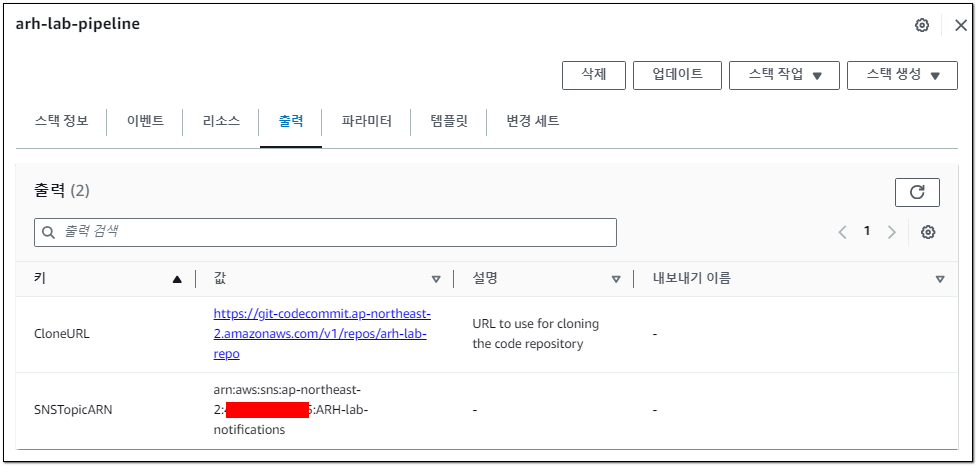 arh-lab-pipeline
삭제 업데이트 스택 작업 스택 생성
스택 정보 이벤트 리소스 출력 파라미터 템플릿 변경 세트
출력 (2)
출력 검색
1
키 값 설명 내보내기 이름
CloneURL
https://git-codecommit.ap-northeast-
2.amazonaws.com/v1/repos/arh-lab-
repo
URL to use for cloning
the code repository
-
SNSTopicARN
arn:aws:sns:ap-northeast-
2: :ARH-lab-
notifications
-
-